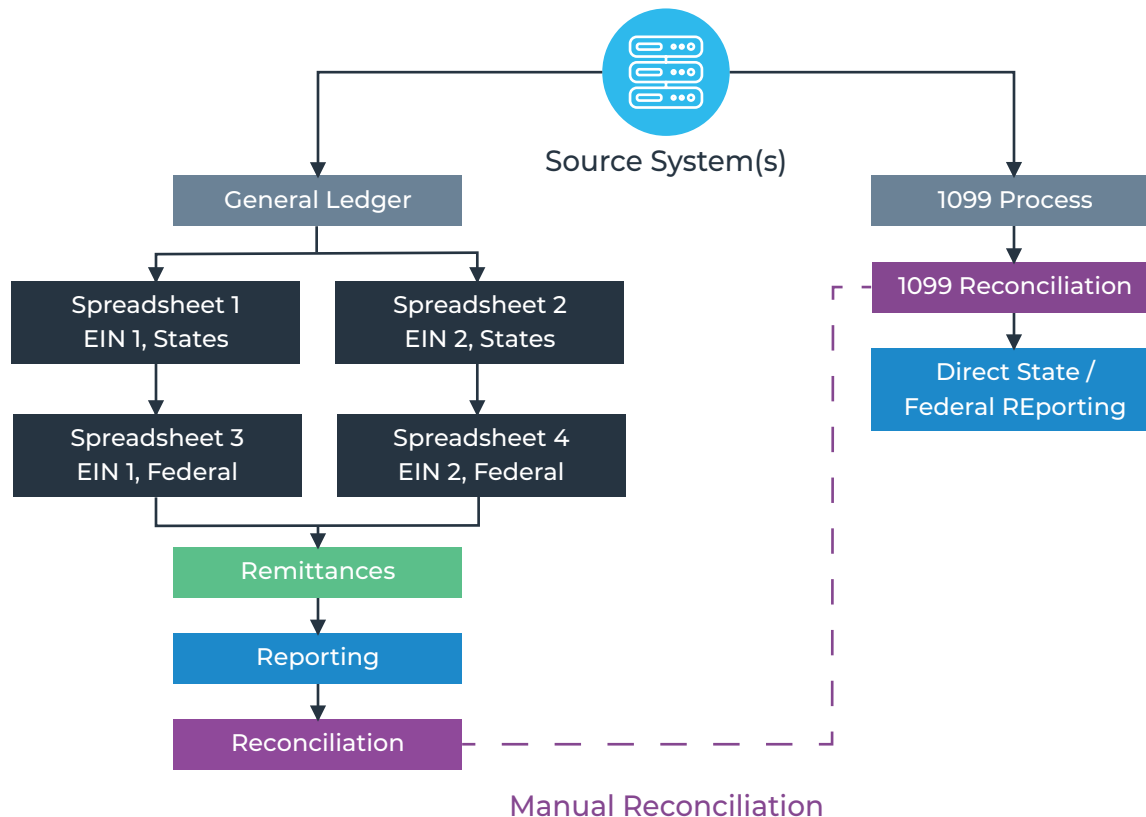 Source System(s)
General Ledger
1099 Process
Spreadsheet 1
EIN 1, States
Spreadsheet 2
EIN 2, States
1099 Reconciliation
Direct State /
Federal REporting
Spreadsheet 3
EIN 1, Federal
Spreadsheet 4
EIN 2, Federal
Remittances
Reporting
Reconciliation
Manual Reconciliation